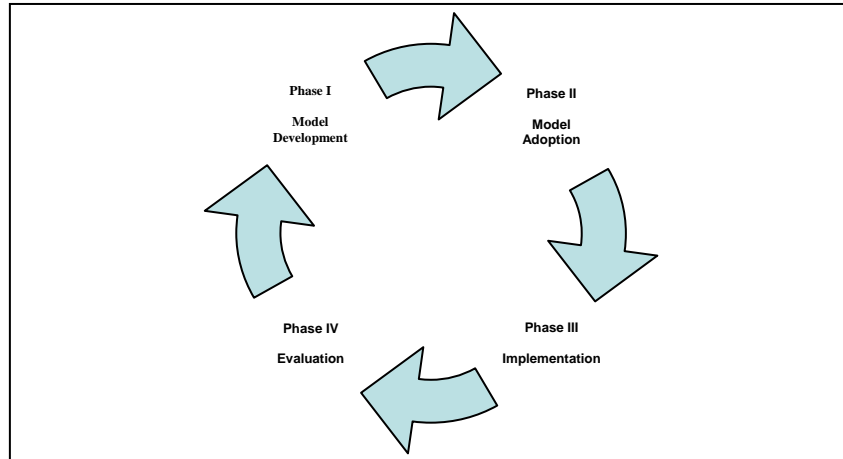 Phase I
Model
Development
Phase II
Model
Adoption
Phase III
Implementation
Phase IV
Evaluation